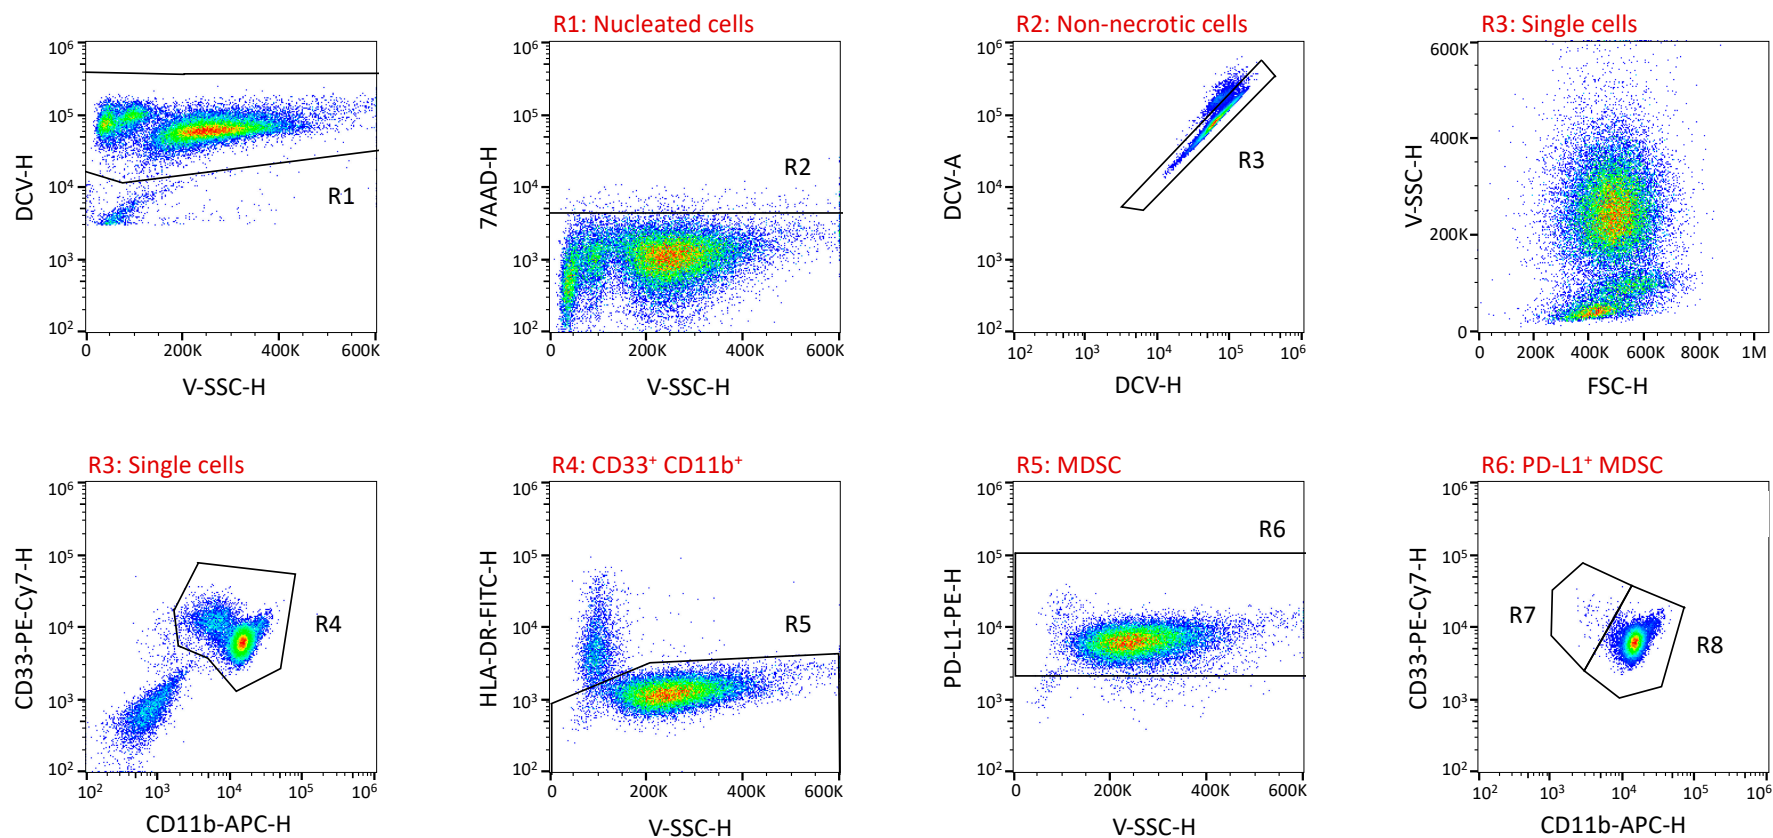 R1: Nucleated cells
R2: Non-necrotic cells
R3: Single cells
10⁶
10⁵
10⁴
10³
10²
DCV-H
R1
0
200K
400K
600K
V-SSC-H
10⁶
10⁵
10⁴
10³
10²
7AAD-H
R2
0
200K
400K
600K
V-SSC-H
10⁶
10⁵
10⁴
10³
10²
DCV-A
R3
10²
10³
10⁴
10⁵
10⁶
DCV-H
600K
400K
200K
0
V-SSC-H
0
200K
400K
600K
800K
1M
FSC-H
R3: Single cells
R4: CD33⁺ CD11b⁺
R5: MDSC
R6: PD-L1⁺ MDSC
10⁶
10⁵
10⁴
10³
10²
CD33-PE-Cy7-H
R4
10²
10³
10⁴
10⁵
10⁶
CD11b-APC-H
10⁶
10⁵
10⁴
10³
10²
HLA-DR-FITC-H
R5
0
200K
400K
600K
V-SSC-H
10⁶
10⁵
10⁴
10³
10²
PD-L1-PE-H
R6
0
200K
400K
600K
V-SSC-H
10⁶
10⁵
10⁴
10³
10²
CD33-PE-Cy7-H
R7
R8
10²
10³
10⁴
10⁵
10⁶
CD11b-APC-H